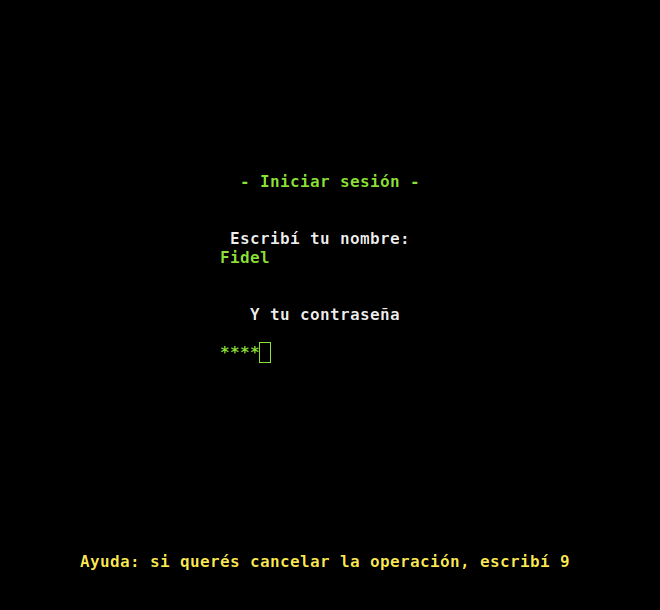 - Iniciar sesión -
Escribí tu nombre:
Fidel
Y tu contraseña
****
Ayuda: si querés cancelar la operación, escribí 9